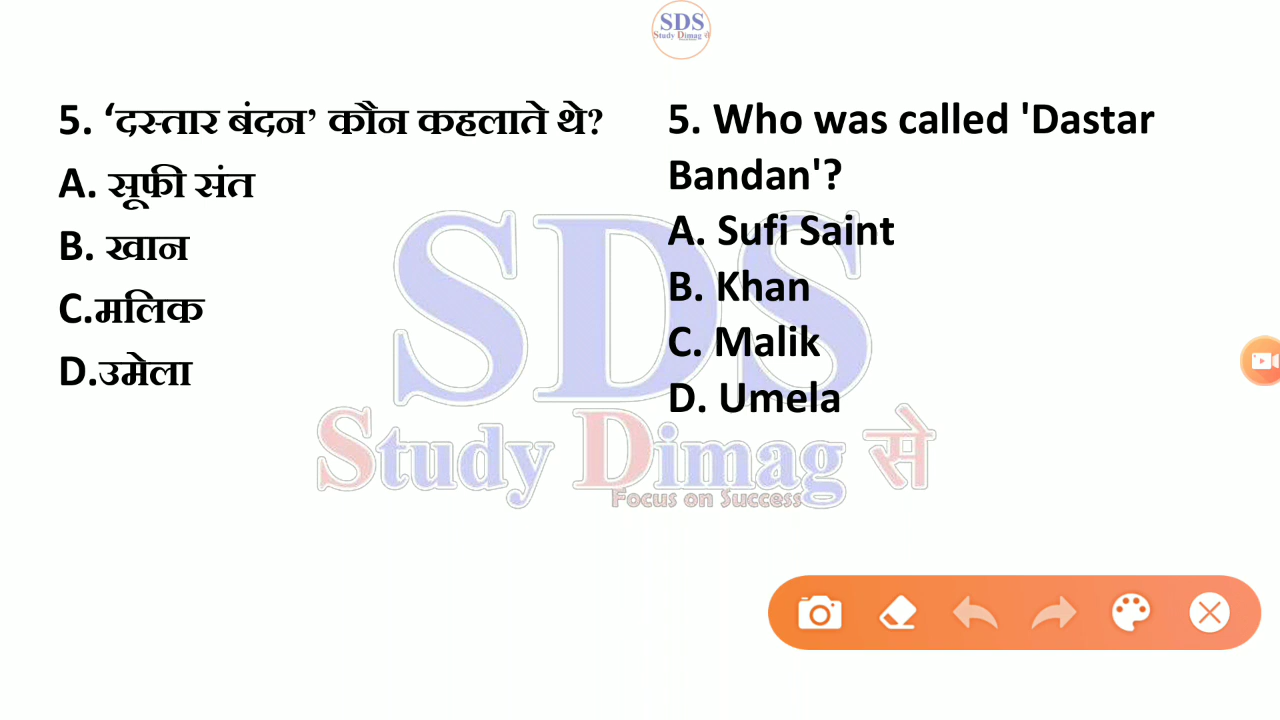 SDS
Study Dimag से
5. ‘दस्तार बंदन’ कौन कहलाते थे?
A. सूफी संत
B. खान
C.मलिक
D.उमेला
5. Who was called 'Dastar
Bandan'?
A. Sufi Saint
B. Khan
C. Malik
D. Umela
SDS
Study Dimag से
Focus on Success